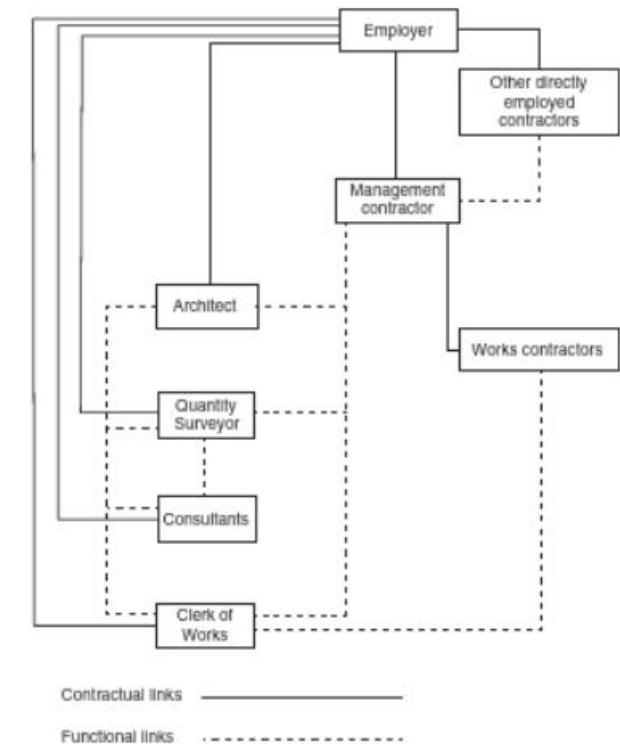 Employer
Other directly
employed
contractors
Management
contractor
Architect
Works contractors
Quantity
Surveyor
Consultants
Clerk of
Works
Contractual links
Functional links